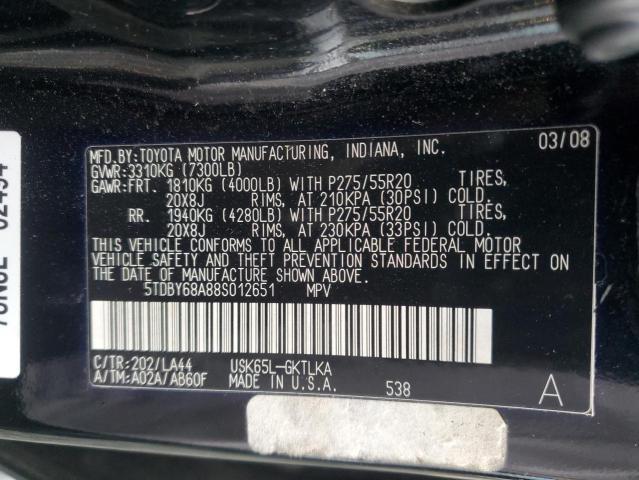 MFD.BY:TOYOTA MOTOR MANUFACTURING, INDIANA, INC. 03/08
GVWR:3310KG (7300LB)
GAWR:FRT. 1810KG (4000LB) WITH P275/55R20 TIRES,
20X8J RIMS, AT 210KPA (30PSI) COLD.
RR. 1940KG (4280LB) WITH P275/55R20 TIRES,
20X8J RIMS, AT 230KPA (33PSI) COLD.
THIS VEHICLE CONFORMS TO ALL APPLICABLE FEDERAL MOTOR
VEHICLE SAFETY AND THEFT PREVENTION STANDARDS IN EFFECT ON
THE DATE OF MANUFACTURE SHOWN ABOVE.
5TDBY68A88S012651 MPV
C/TR:202/LA44 USK65L-GKTLKA
A/TM:A02A/AB60F MADE IN U.S.A. 538 A